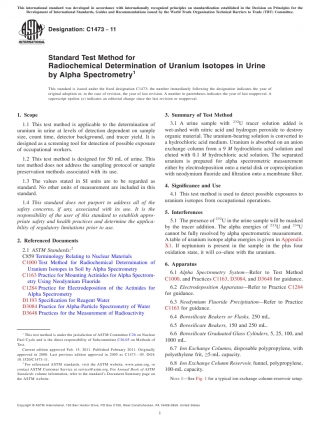 This international standard was developed in accordance with internationally recognized principles on standardization established in the Decision on Principles for the
Development of International Standards, Guides and Recommendations issued by the World Trade Organization Technical Barriers to Trade (TBT) Committee.
Designation: C1473 − 11
INTERNATIONAL
Standard Test Method for
Radiochemical Determination of Uranium Isotopes in Urine
by Alpha Spectrometry¹
This standard is issued under the fixed designation C1473; the number immediately following the designation indicates the year of
original adoption or, in the case of revision, the year of last revision. A number in parentheses indicates the year of last reapproval. A
superscript epsilon (ε) indicates an editorial change since the last revision or reapproval.
1. Scope
1.1 This test method is applicable to the determination of
uranium in urine at levels of detection dependent on sample
size, count time, detector background, and tracer yield. It is
designed as a screening tool for detection of possible exposure
of occupational workers.
1.2 This test method is designed for 50 mL of urine. This
test method does not address the sampling protocol or sample
preservation methods associated with its use.
1.3 The values stated in SI units are to be regarded as
standard. No other units of measurement are included in this
standard.
1.4 This standard does not purport to address all of the
safety concerns, if any, associated with its use. It is the
responsibility of the user of this standard to establish appro-
priate safety and health practices and determine the applica-
bility of regulatory limitations prior to use.
2. Referenced Documents
2.1 ASTM Standards:²
C859 Terminology Relating to Nuclear Materials
C1000 Test Method for Radiochemical Determination of
Uranium Isotopes in Soil by Alpha Spectrometry
C1163 Practice for Mounting Actinides for Alpha Spectrom-
etry Using Neodymium Fluoride
C1284 Practice for Electrodeposition of the Actinides for
Alpha Spectrometry
D1193 Specification for Reagent Water
D3084 Practice for Alpha-Particle Spectrometry of Water
D3648 Practices for the Measurement of Radioactivity
¹ This test method is under the jurisdiction of ASTM Committee C26 on Nuclear
Fuel Cycle and is the direct responsibility of Subcommittee C26.05 on Methods of
Test.
Current edition approved Feb. 15, 2011. Published February 2011. Originally
approved in 2000. Last previous edition approved in 2005 as C1473 – 05.
² For referenced ASTM standards, visit the ASTM website, www.astm.org, or
contact ASTM Customer Service at service@astm.org. For Annual Book of ASTM
Standards volume information, refer to the standard's Document Summary page on
the ASTM website.
3. Summary of Test Method
3.1 A urine sample with ²³²U tracer solution added is
wet-ashed with nitric acid and hydrogen peroxide to destroy
organic material. The uranium-bearing solution is converted to
a hydrochloric acid medium. Uranium is absorbed on an anion
exchange column from a 9 M hydrochloric acid solution and
eluted with 0.1 M hydrochloric acid solution. The separated
uranium is prepared for alpha spectrometric measurement
either by electrodeposition onto a metal disk or coprecipitation
with neodymium fluoride and filtration onto a membrane filter.
4. Significance and Use
4.1 This test method is used to detect possible exposures to
uranium isotopes from occupational operations.
5. Interferences
5.1 The presence of ²³²U in the urine sample will be masked
by the tracer addition. The alpha energies of ²³³U and ²³⁴U
cannot be fully resolved by alpha spectrometric measurement.
A table of uranium isotope alpha energies is given in Appendix
X1. If neptunium is present in the sample in the plus four
oxidation state, it will co-elute with the uranium.
6. Apparatus
6.1 Alpha Spectrometry System—Refer to Test Method
C1000, and Practices C1163, D3084, and D3648 for guidance.
6.2 Electrodeposition Apparatus—Refer to Practice C1284
for guidance.
6.3 Neodymium Fluoride Precipitation—Refer to Practice
C1163 for guidance.
6.4 Borosilicate Beakers or Flasks, 250 mL.
6.5 Borosilicate Beakers, 150 and 250 mL.
6.6 Borosilicate Graduated Glass Cylinders, 5, 25, 100, and
1000 mL.
6.7 Ion Exchange Columns, disposable polypropylene, with
polyethylene frit, ≥5-mL capacity.
6.8 Ion Exchange Column Reservoir, funnel, polypropylene,
100-mL capacity.
NOTE 1—See Fig. 1 for a typical ion exchange column-reservoir setup.
Copyright © ASTM International, 100 Barr Harbor Drive, PO Box C700, West Conshohocken, PA 19428-2959. United States
1